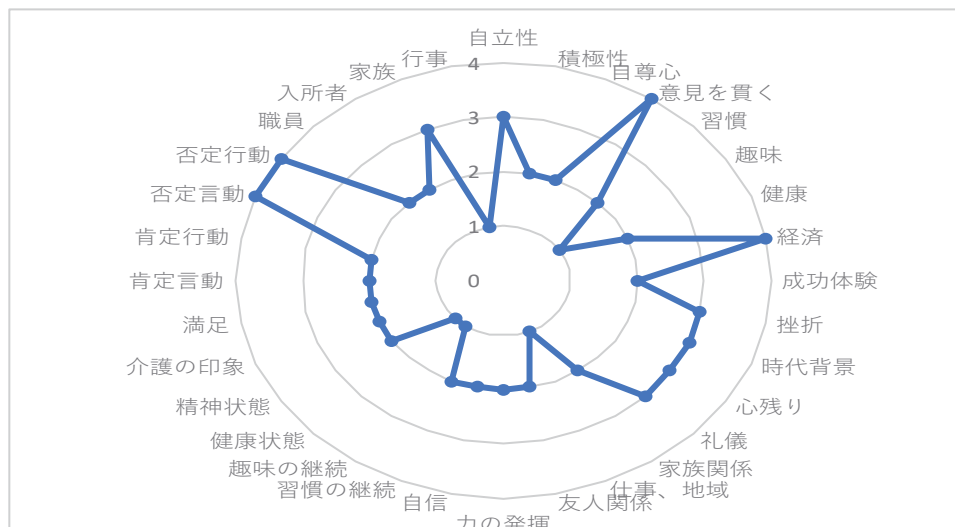 自立性
積極性
自尊心
意見を貫く
習慣
趣味
健康
経済
成功体験
挫折
時代背景
心残り
礼儀
家族関係
仕事、地域
友人関係
力の発揮
自信
習慣の継続
趣味の継続
健康状態
精神状態
介護の印象
満足
肯定言動
肯定行動
否定言動
否定行動
職員
入所者
家族
行事
4
3
2
1
0